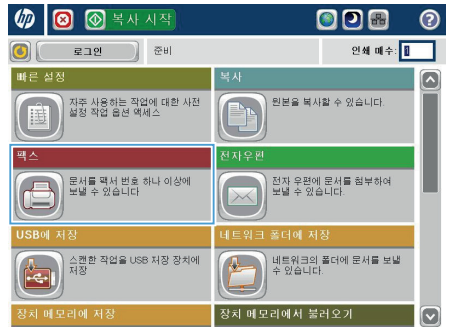 hp
복사 시작
?
로그인
준비
인쇄 매수: 1
빠른 설정
자주 사용하는 작업에 대한 사전
설정 작업 옵션 액세스
복사
원본을 복사할 수 있습니다.
팩스
문서를 팩서 번호 하나 이상에
보낼 수 있습니다
전자우편
전자 우편에 문서를 첨부하여
보낼 수 있습니다.
USB에 저장
스캔한 작업을 USB 저장 장치에
저장
네트워크 폴더에 저장
네트워크의 폴더에 문서를 보낼
수 있습니다.
장치 메모리에 저장
장치 메모리에서 불러오기